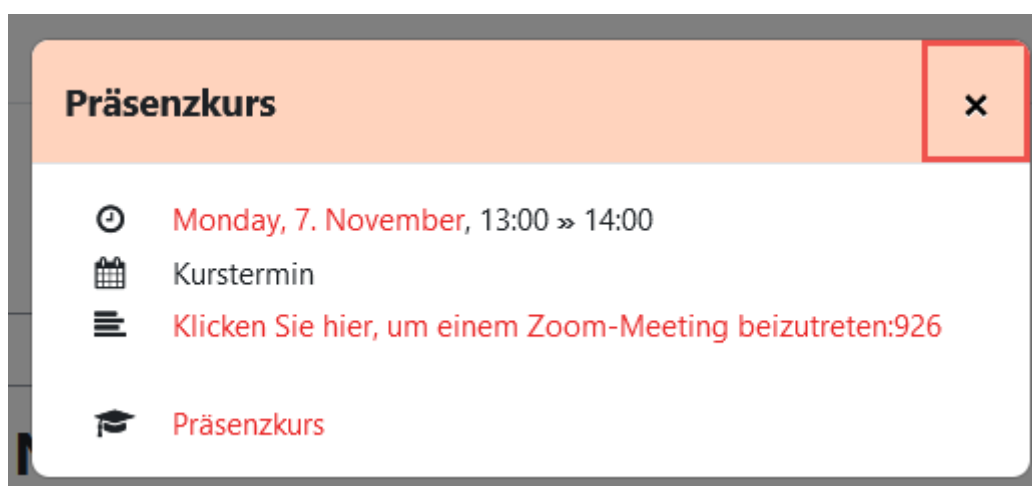 Präsenzkurs
Monday, 7. November, 13:00 » 14:00
Kurstermin
Klicken Sie hier, um einem Zoom-Meeting beizutreten:926
Präsenzkurs